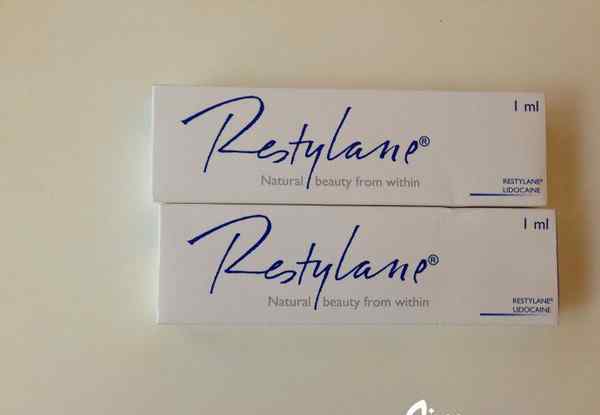 1 ml
Restylane®
Natural beauty from within
RESTYLANE®
LIDOCAINE
1 ml
Restylane®
Natural beauty from within
RESTYLANE®
LIDOCAINE